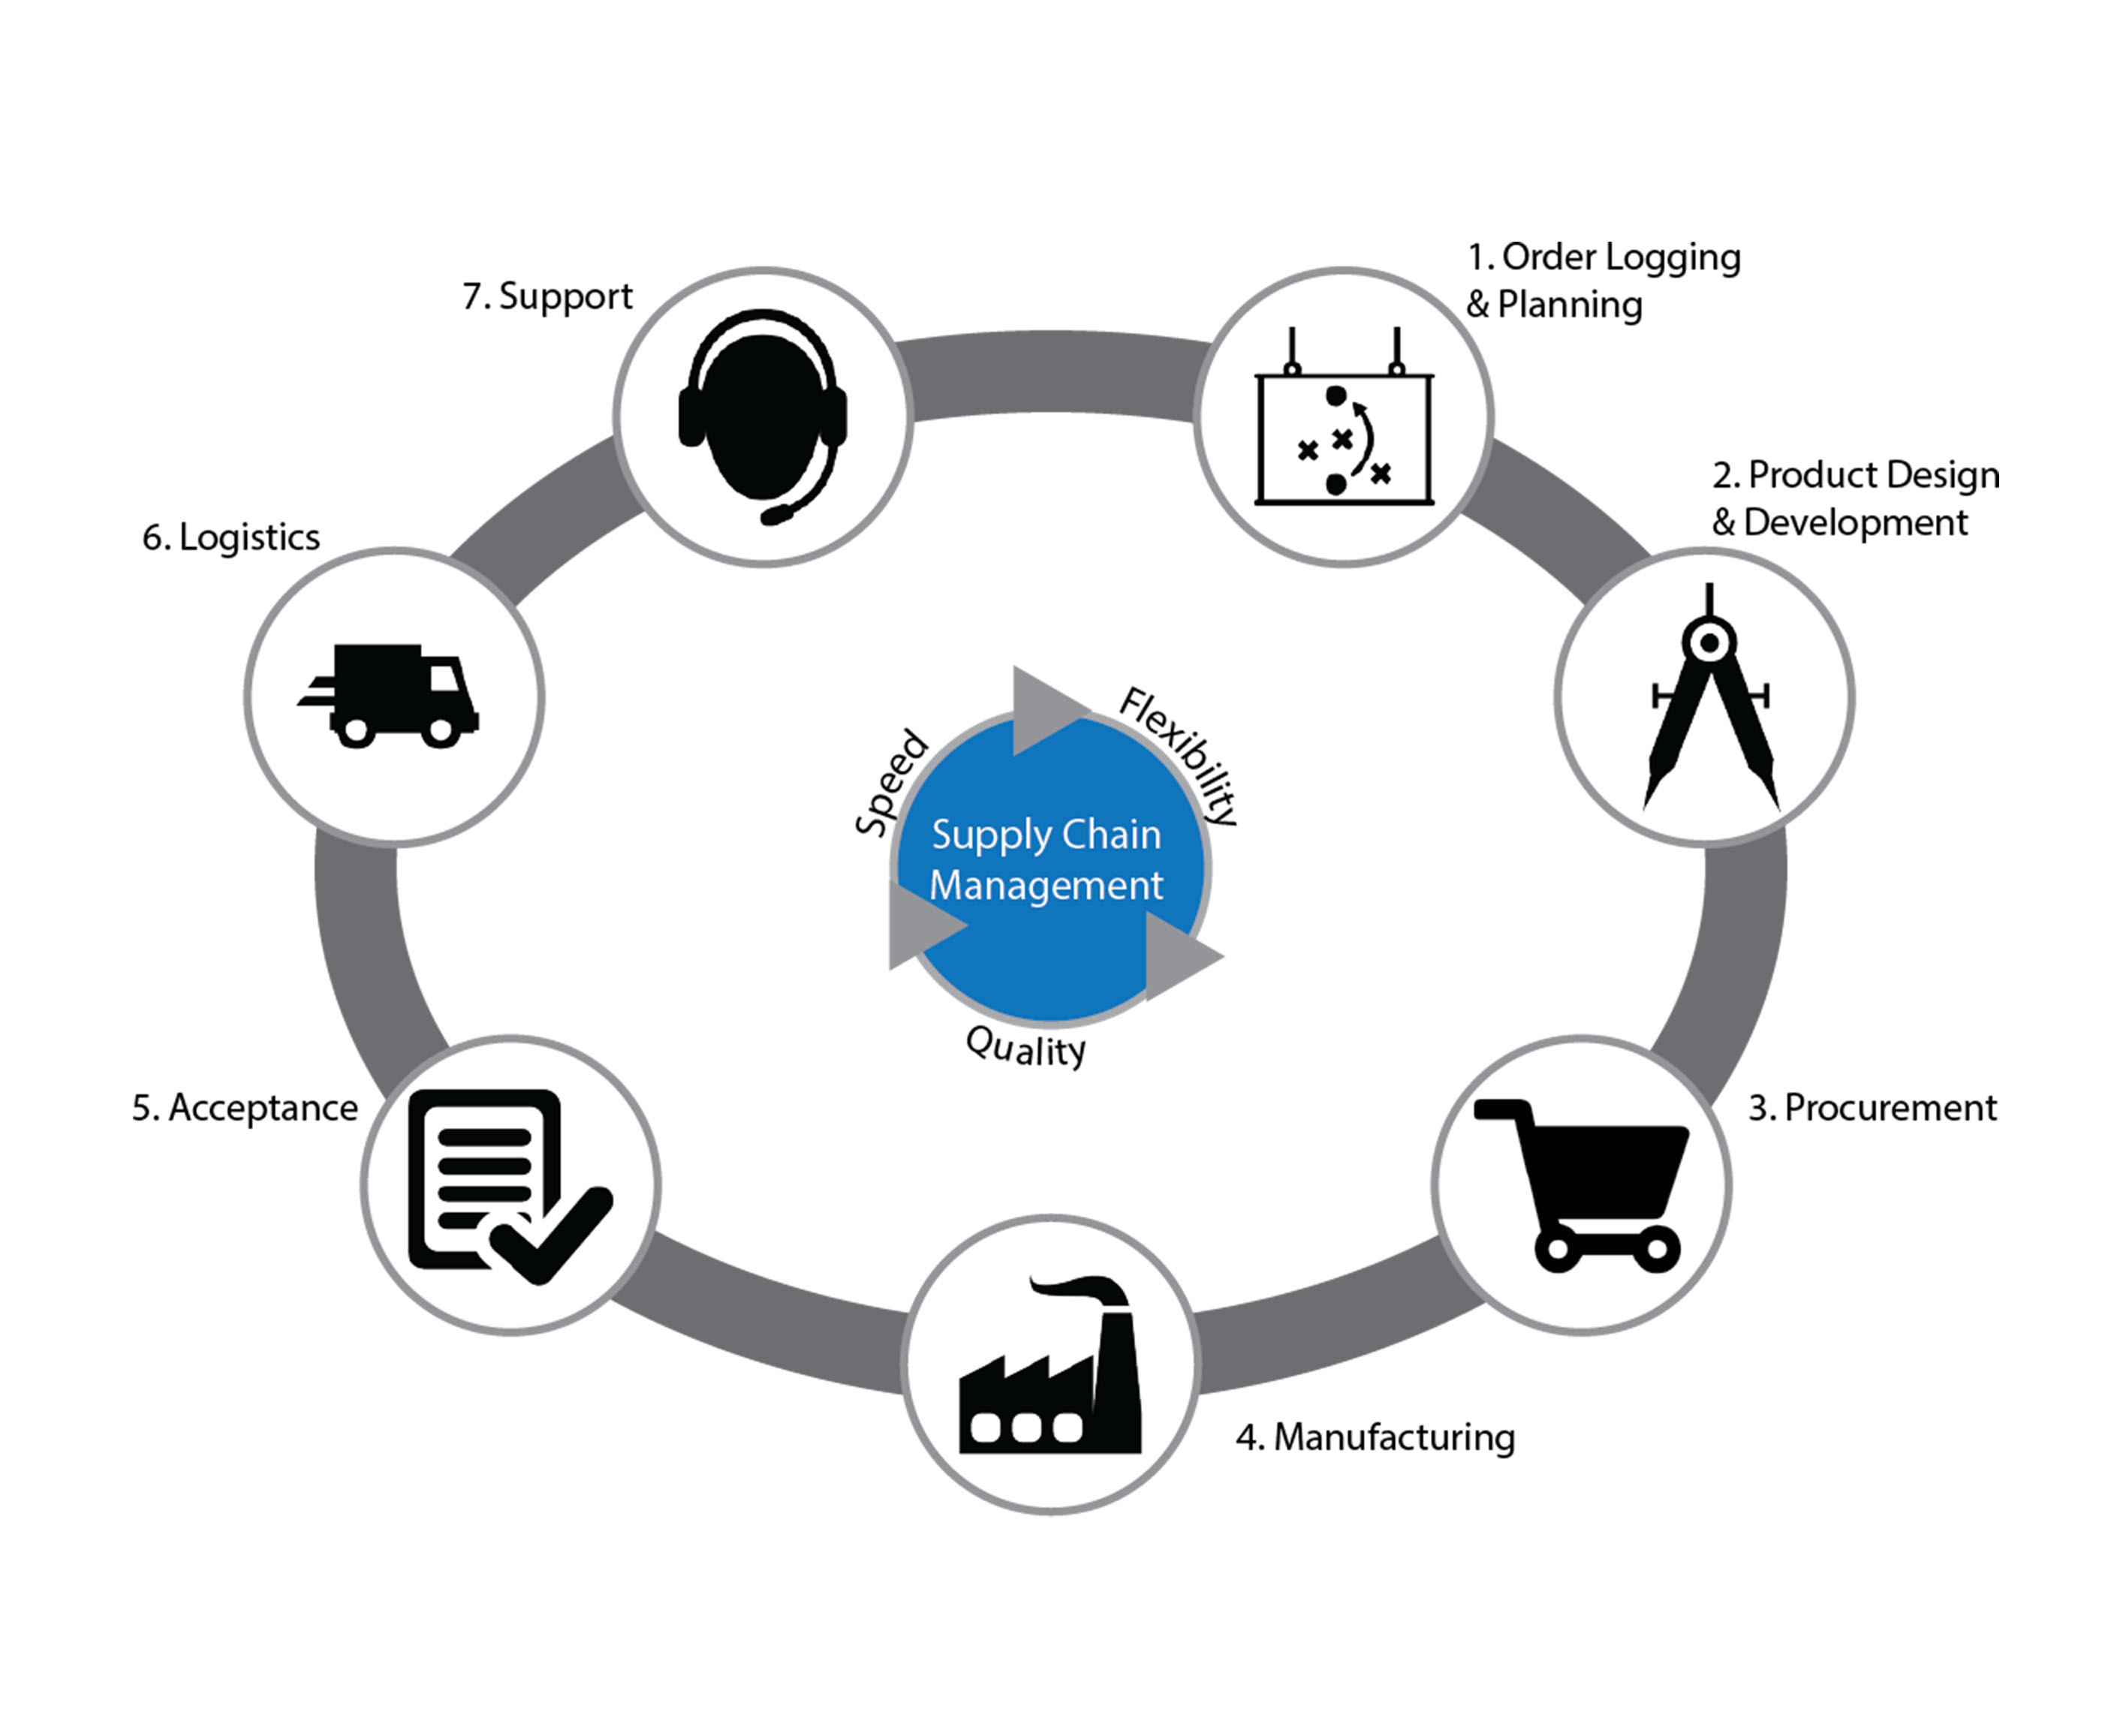 1. Order Logging
& Planning
7. Support
2. Product Design
& Development
6. Logistics
Speed
Flexibility
Supply Chain
Management
Quality
5. Acceptance
3. Procurement
4. Manufacturing